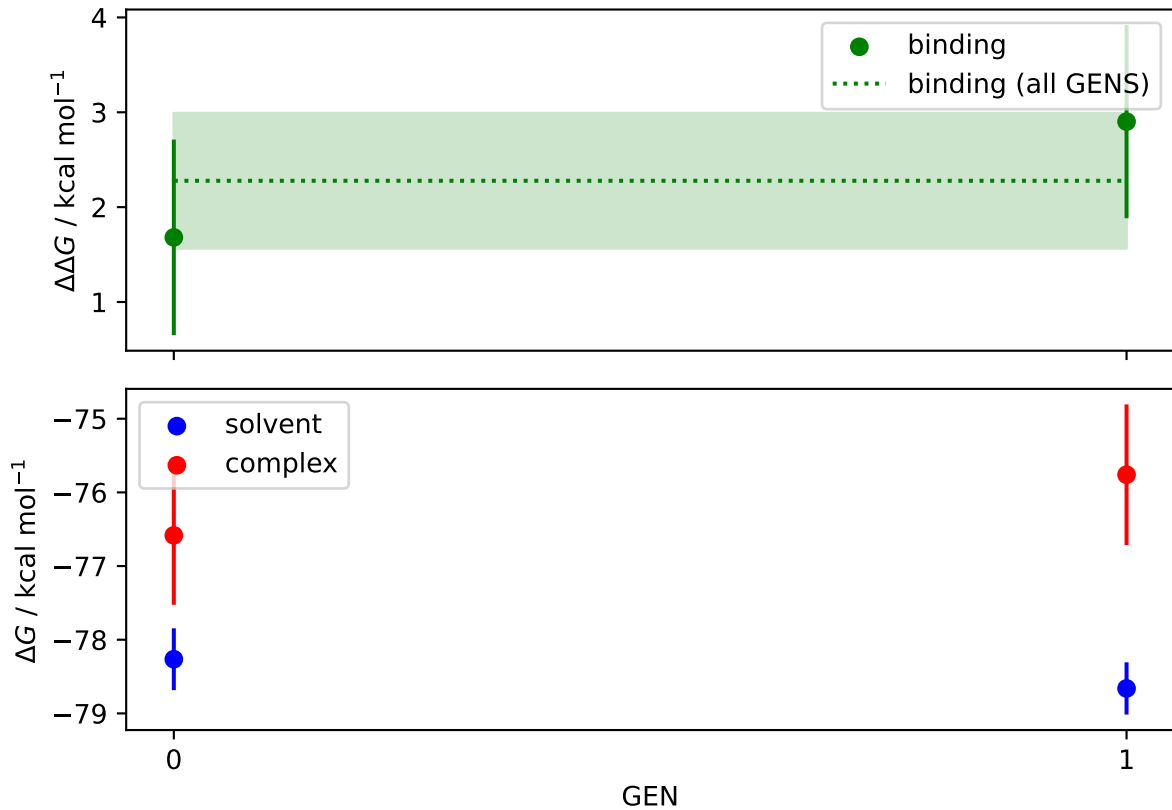 4
3
2
1
ΔΔG / kcal mol⁻¹
binding
binding (all GENS)
−75
−76
−77
−78
−79
ΔG / kcal mol⁻¹
solvent
complex
0
1
GEN